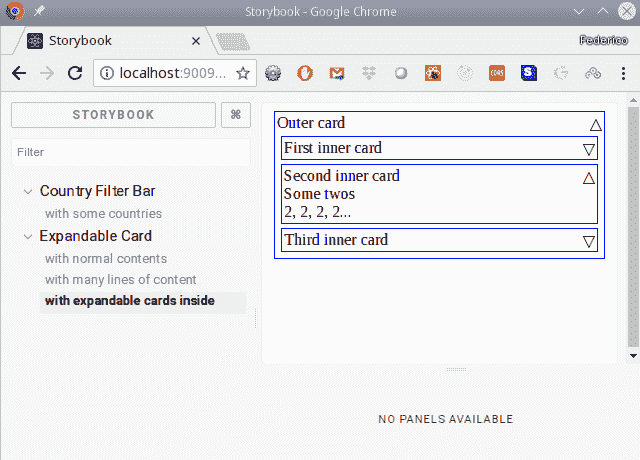 Storybook - Google Chrome
Storybook
Federico
localhost:9009...
CORS
S
G
STORYBOOK
⌘
Filter
Country Filter Bar
with some countries
Expandable Card
with normal contents
with many lines of content
with expandable cards inside
Outer card △
First inner card ▽
Second inner card △
Some twos
2, 2, 2, 2...
Third inner card ▽
NO PANELS AVAILABLE